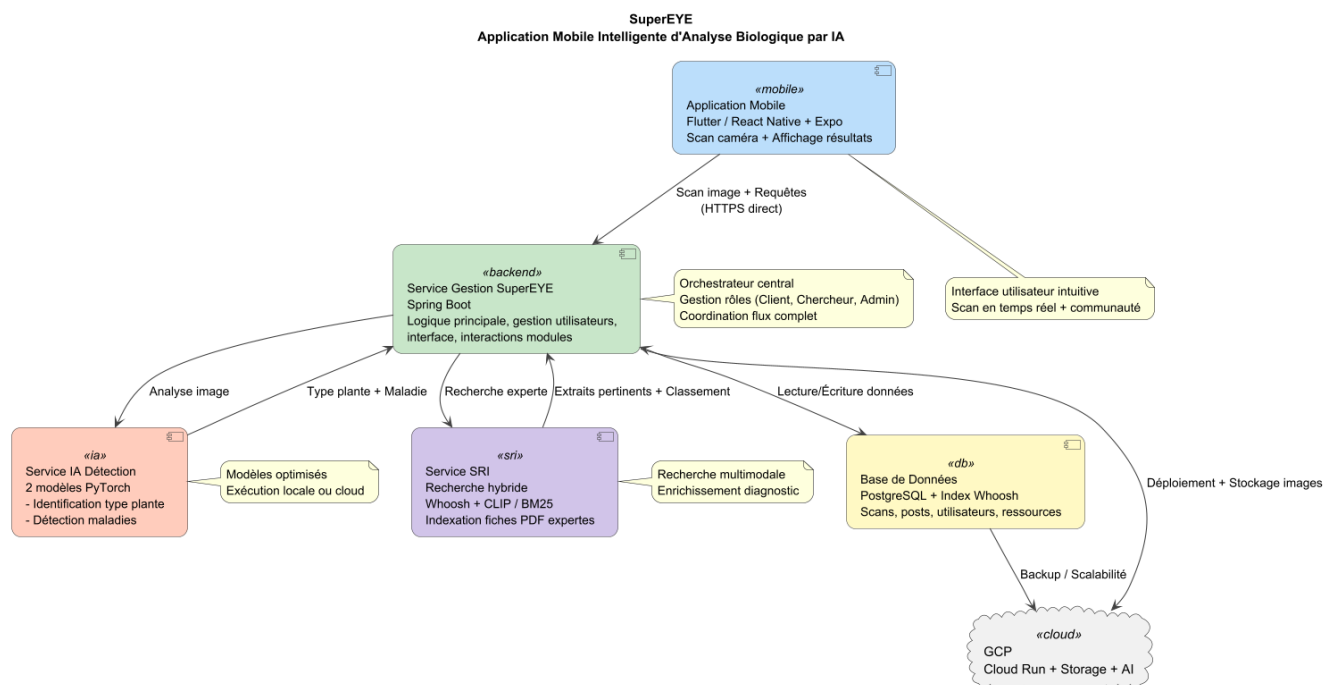 SuperEYE
Application Mobile Intelligente d'Analyse Biologique par IA
«mobile»
Application Mobile
Flutter / React Native + Expo
Scan caméra + Affichage résultats
Scan image + Requêtes
(HTTPS direct)
«backend»
Service Gestion SuperEYE
Spring Boot
Logique principale, gestion utilisateurs,
interface, interactions modules
Orchestrateur central
Gestion rôles (Client, Chercheur, Admin)
Coordination flux complet
Interface utilisateur intuitive
Scan en temps réel + communauté
Analyse image
Type plante + Maladie
Recherche experte
Extraits pertinents + Classement
Lecture/Écriture données
«ia»
Service IA Détection
2 modèles PyTorch
- Identification type plante
- Détection maladies
Modèles optimisés
Exécution locale ou cloud
«sri»
Service SRI
Recherche hybride
Whoosh + CLIP / BM25
Indexation fiches PDF expertes
Recherche multimodale
Enrichissement diagnostic
«db»
Base de Données
PostgreSQL + Index Whoosh
Scans, posts, utilisateurs, ressources
Déploiement + Stockage images
Backup / Scalabilité
«cloud»
GCP
Cloud Run + Storage + AI